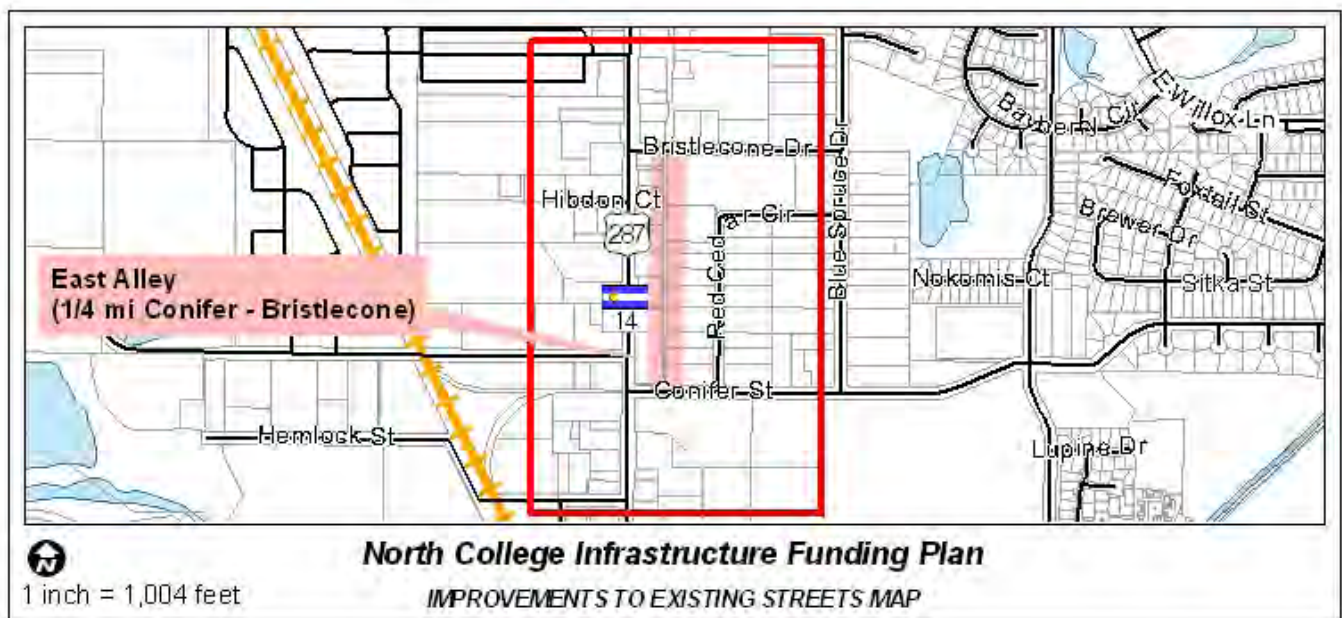 Bayberry Cir
E Willox Ln
Bristlecone Dr
Foxtail St
Hibdon Ct
Brewer Dr
Red Cedar Cir
287
Blue Spruce Dr
East Alley
(1/4 mi Conifer - Bristlecone)
Nokomis Ct
Sitka St
14
Conifer St
Hemlock St
Lupine Dr
N
North College Infrastructure Funding Plan
1 inch = 1,004 feet
IMPROVEMENTS TO EXISTING STREETS MAP